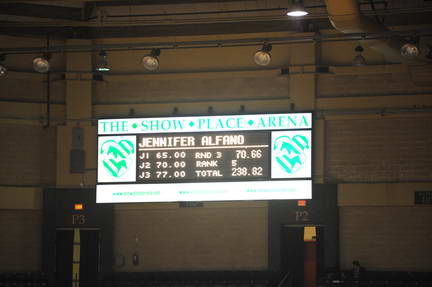 THE ◆ SHOW ◆ PLACE ◆ ARENA
JENNIFER ALFANO
J1 65.00 RND 3 70.66
J2 70.00 RANK 5
J3 77.00 TOTAL 238.82
P3
P2